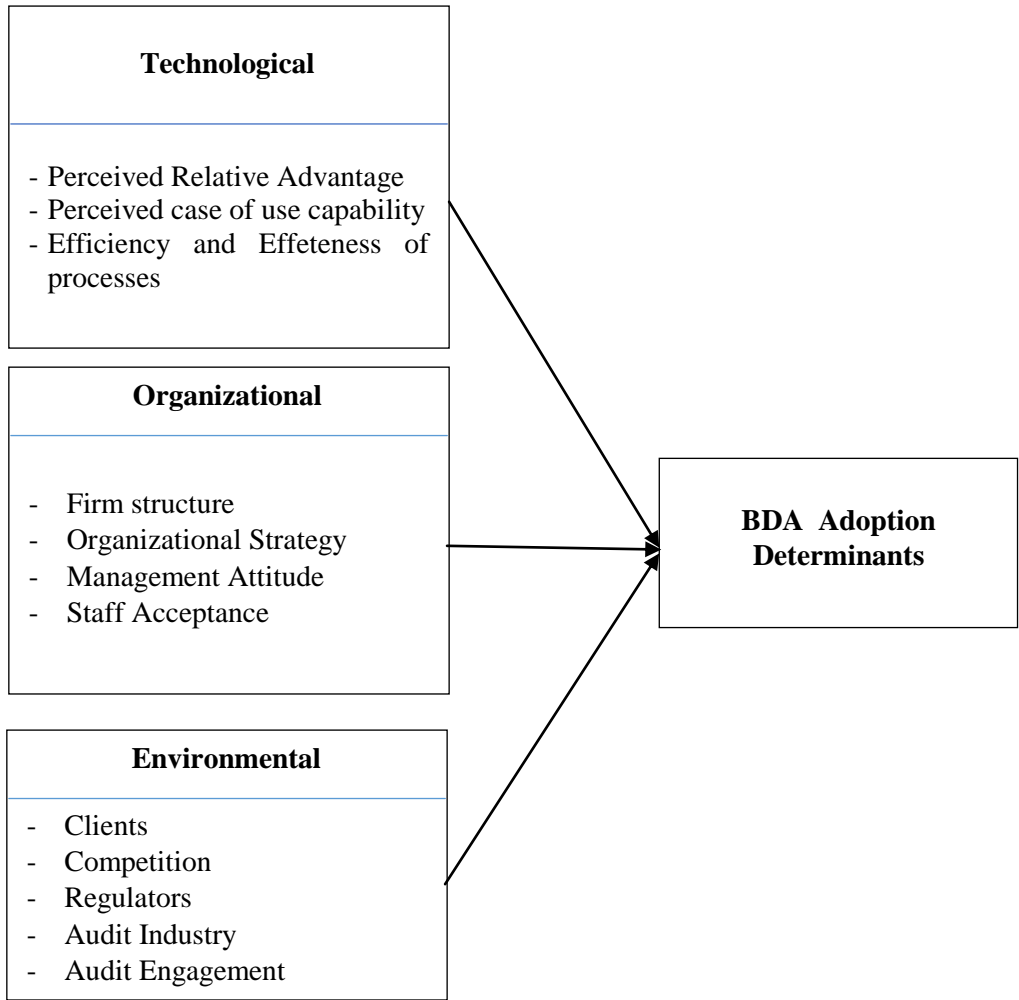 Technological
- Perceived Relative Advantage
- Perceived case of use capability
- Efficiency and Effeteness of
processes
Organizational
- Firm structure
- Organizational Strategy
- Management Attitude
- Staff Acceptance
BDA Adoption
Determinants
Environmental
- Clients
- Competition
- Regulators
- Audit Industry
- Audit Engagement